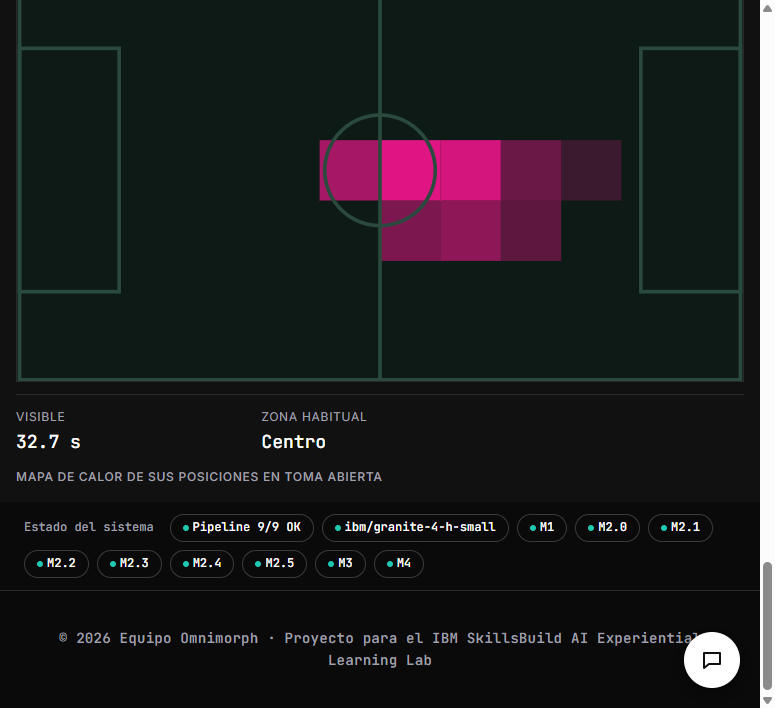 VISIBLE
ZONA HABITUAL
32.7 s
Centro
MAPA DE CALOR DE SUS POSICIONES EN TOMA ABIERTA
Estado del sistema
Pipeline 9/9 OK
ibm/granite-4-h-small
M1
M2.0
M2.1
M2.2
M2.3
M2.4
M2.5
M3
M4
© 2026 Equipo Omnimorph · Proyecto para el IBM SkillsBuild AI Experiential
Learning Lab